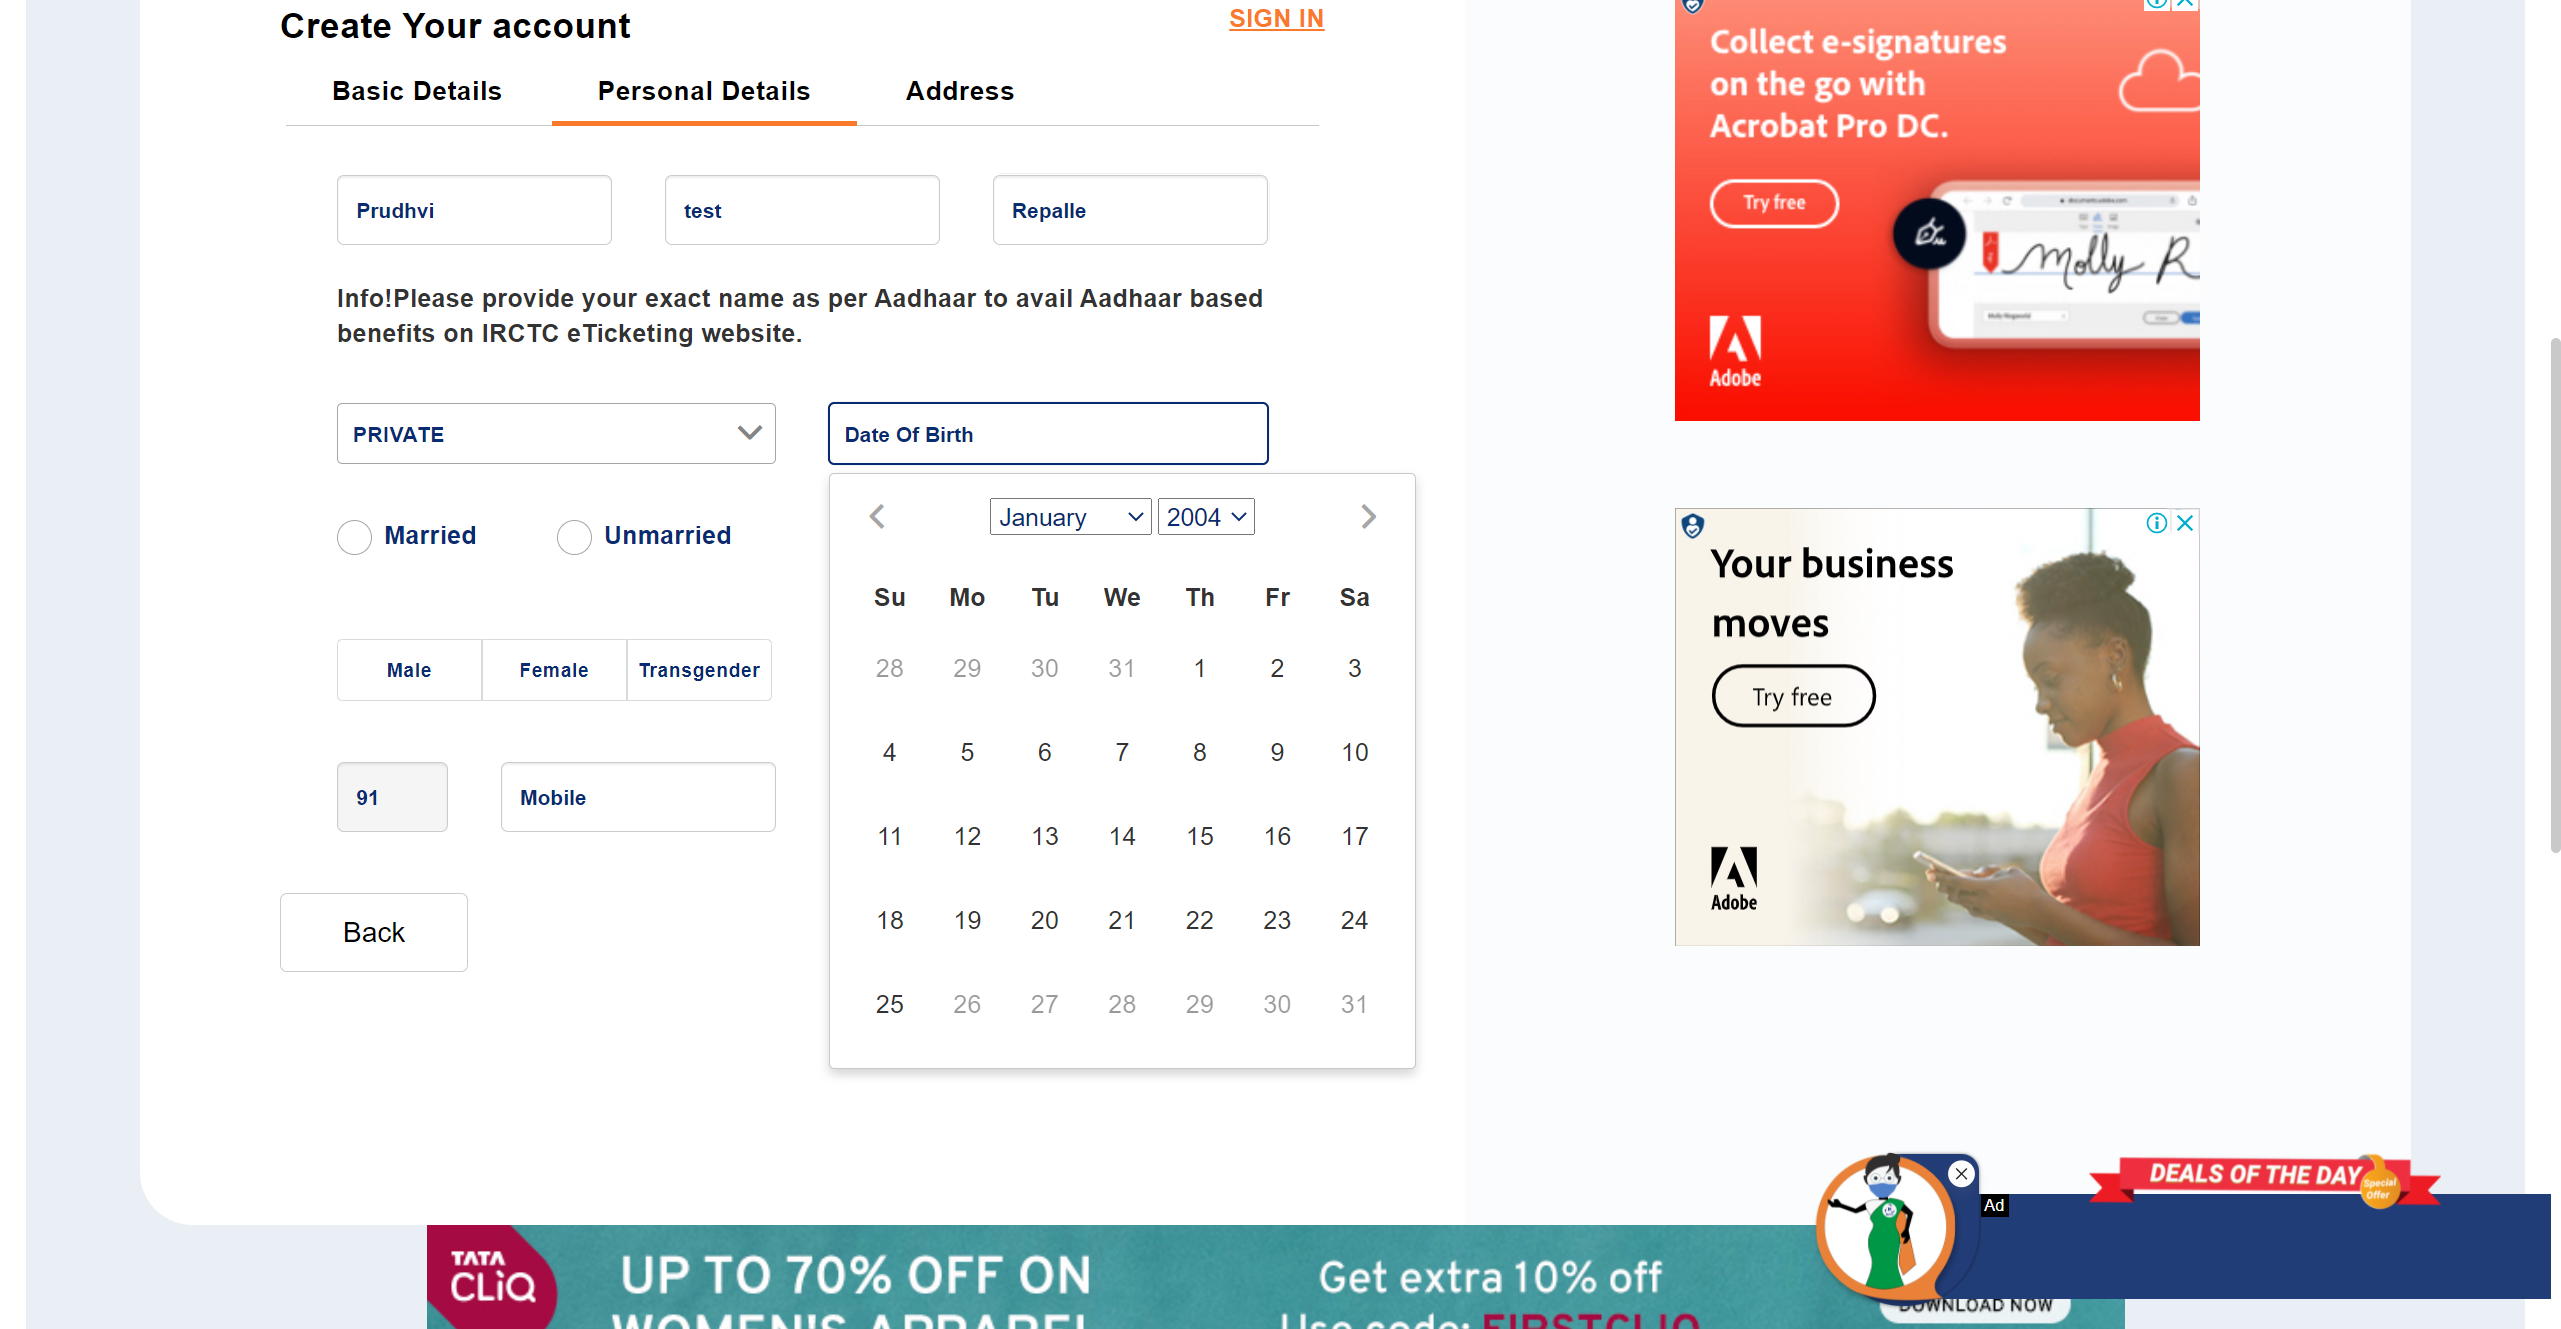 Create Your account
SIGN IN
Basic Details
Personal Details
Address
Prudhvi
test
Repalle
Info!Please provide your exact name as per Aadhaar to avail Aadhaar based
benefits on IRCTC eTicketing website.
PRIVATE
Date Of Birth
Married
Unmarried
Male
Female
Transgender
91
Mobile
Back
January
2004
Su Mo Tu We Th Fr Sa
28 29 30 31 1 2 3
4 5 6 7 8 9 10
11 12 13 14 15 16 17
18 19 20 21 22 23 24
25 26 27 28 29 30 31
Collect e-signatures
on the go with
Acrobat Pro DC.
Try free
Molly R
Adobe
Your business
moves
Try free
Adobe
DEALS OF THE DAY
Special
Offer
Ad
TATA
CLiQ
UP TO 70% OFF ON
WOMEN'S APPAREL
Get extra 10% off
Use code: FIRSTCLIQ
DOWNLOAD NOW